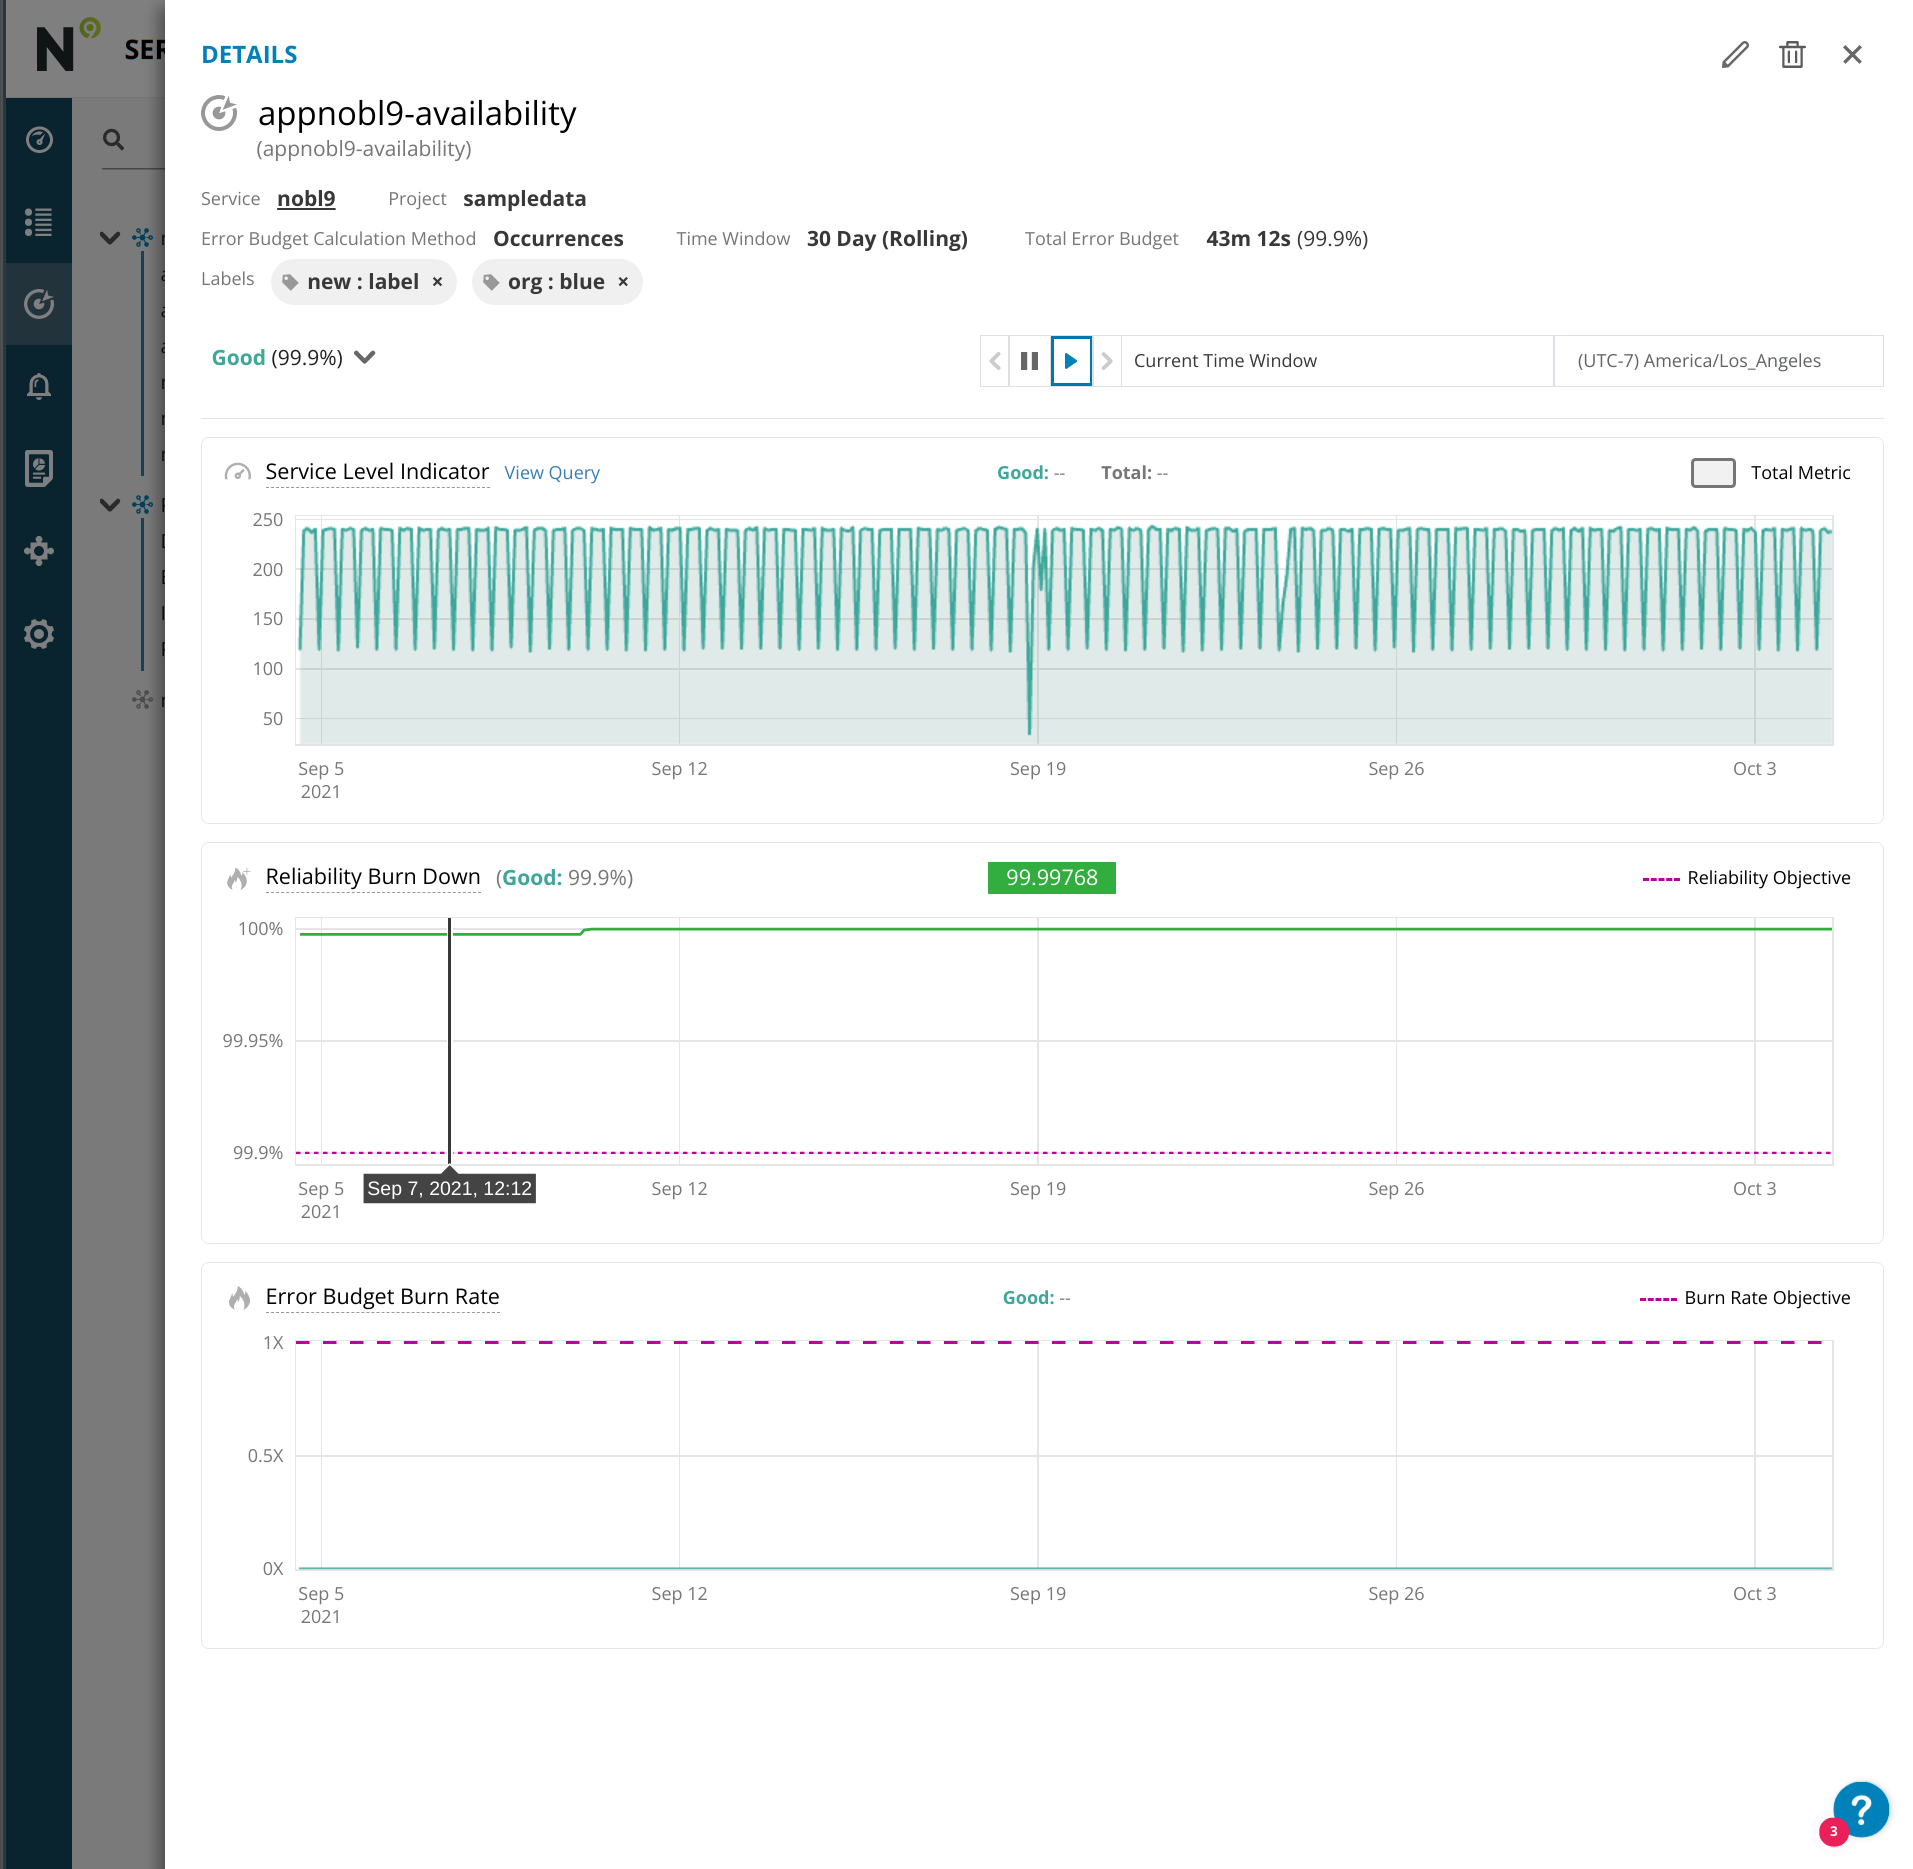 N9
SER
DETAILS
appnobl9-availability
(appnobl9-availability)
Service nobl9 Project sampledata
Error Budget Calculation Method Occurrences Time Window 30 Day (Rolling) Total Error Budget 43m 12s (99.9%)
Labels new : label × org : blue ×
Good (99.9%)
Current Time Window (UTC-7) America/Los_Angeles
Service Level Indicator View Query Good: -- Total: -- Total Metric
250
200
150
100
50
Sep 5 Sep 12 Sep 19 Sep 26 Oct 3
2021
Reliability Burn Down (Good: 99.9%) 99.99768 Reliability Objective
100%
99.95%
99.9%
Sep 5 Sep 7, 2021, 12:12 Sep 12 Sep 19 Sep 26 Oct 3
2021
Error Budget Burn Rate Good: -- Burn Rate Objective
1X
0.5X
0X
Sep 5 Sep 12 Sep 19 Sep 26 Oct 3
2021
?
3